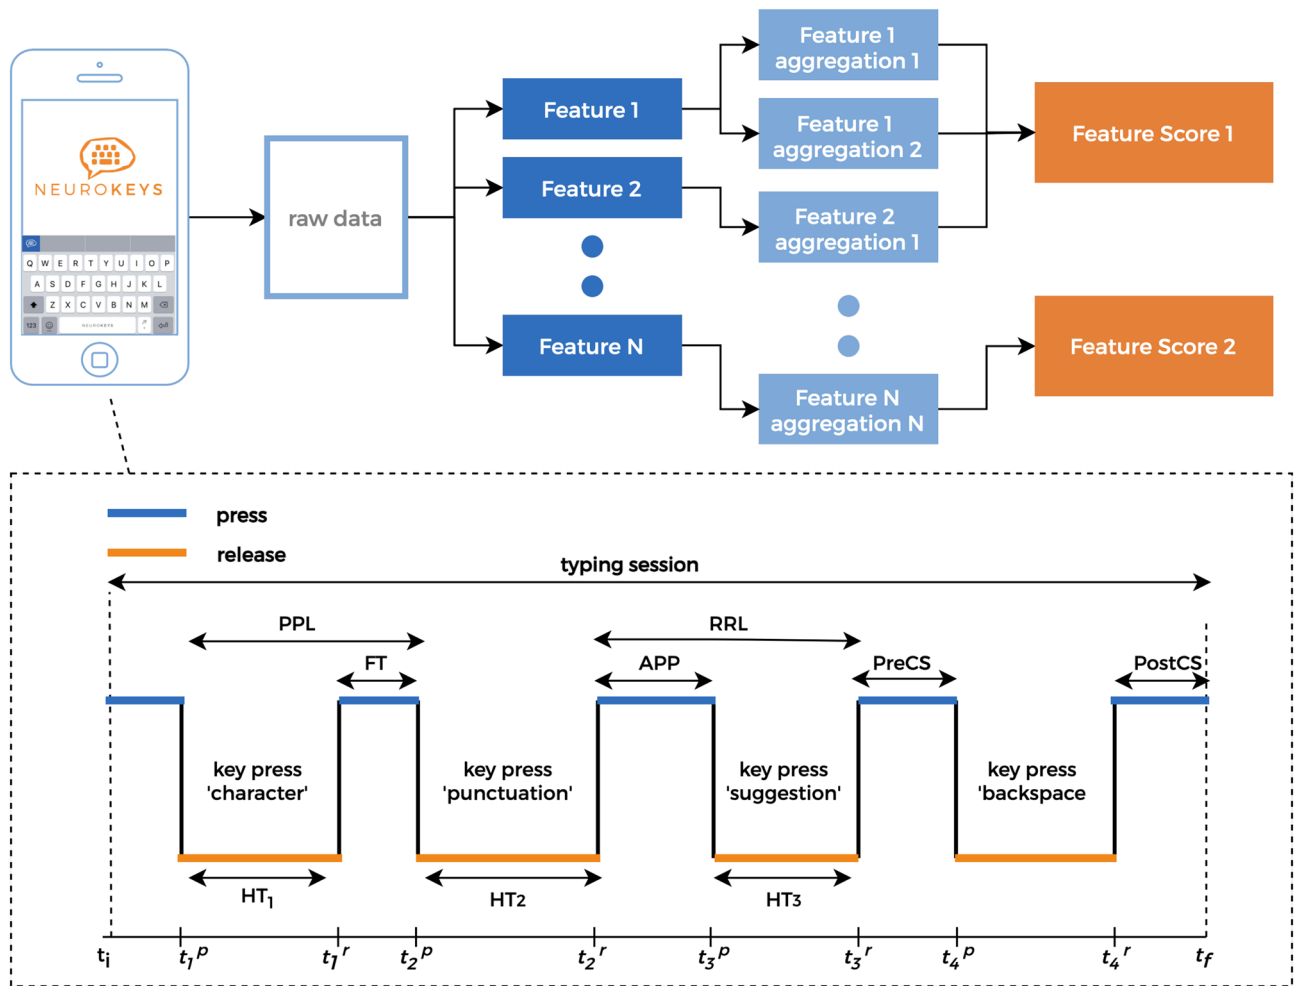 NEUROKEYS
Q W E R T Y U I O P
A S D F G H J K L
Z X C V B N M
123 NEUROKEYS
raw data
Feature 1
Feature 2
Feature N
Feature 1
aggregation 1
Feature 1
aggregation 2
Feature 2
aggregation 1
Feature N
aggregation N
Feature Score 1
Feature Score 2
press
release
typing session
PPL
RRL
FT
APP
PreCS
PostCS
key press
'character'
key press
'punctuation'
key press
'suggestion'
key press
'backspace
HT1
HT2
HT3
ti t1p t1r t2p t2r t3p t3r t4p t4r tf